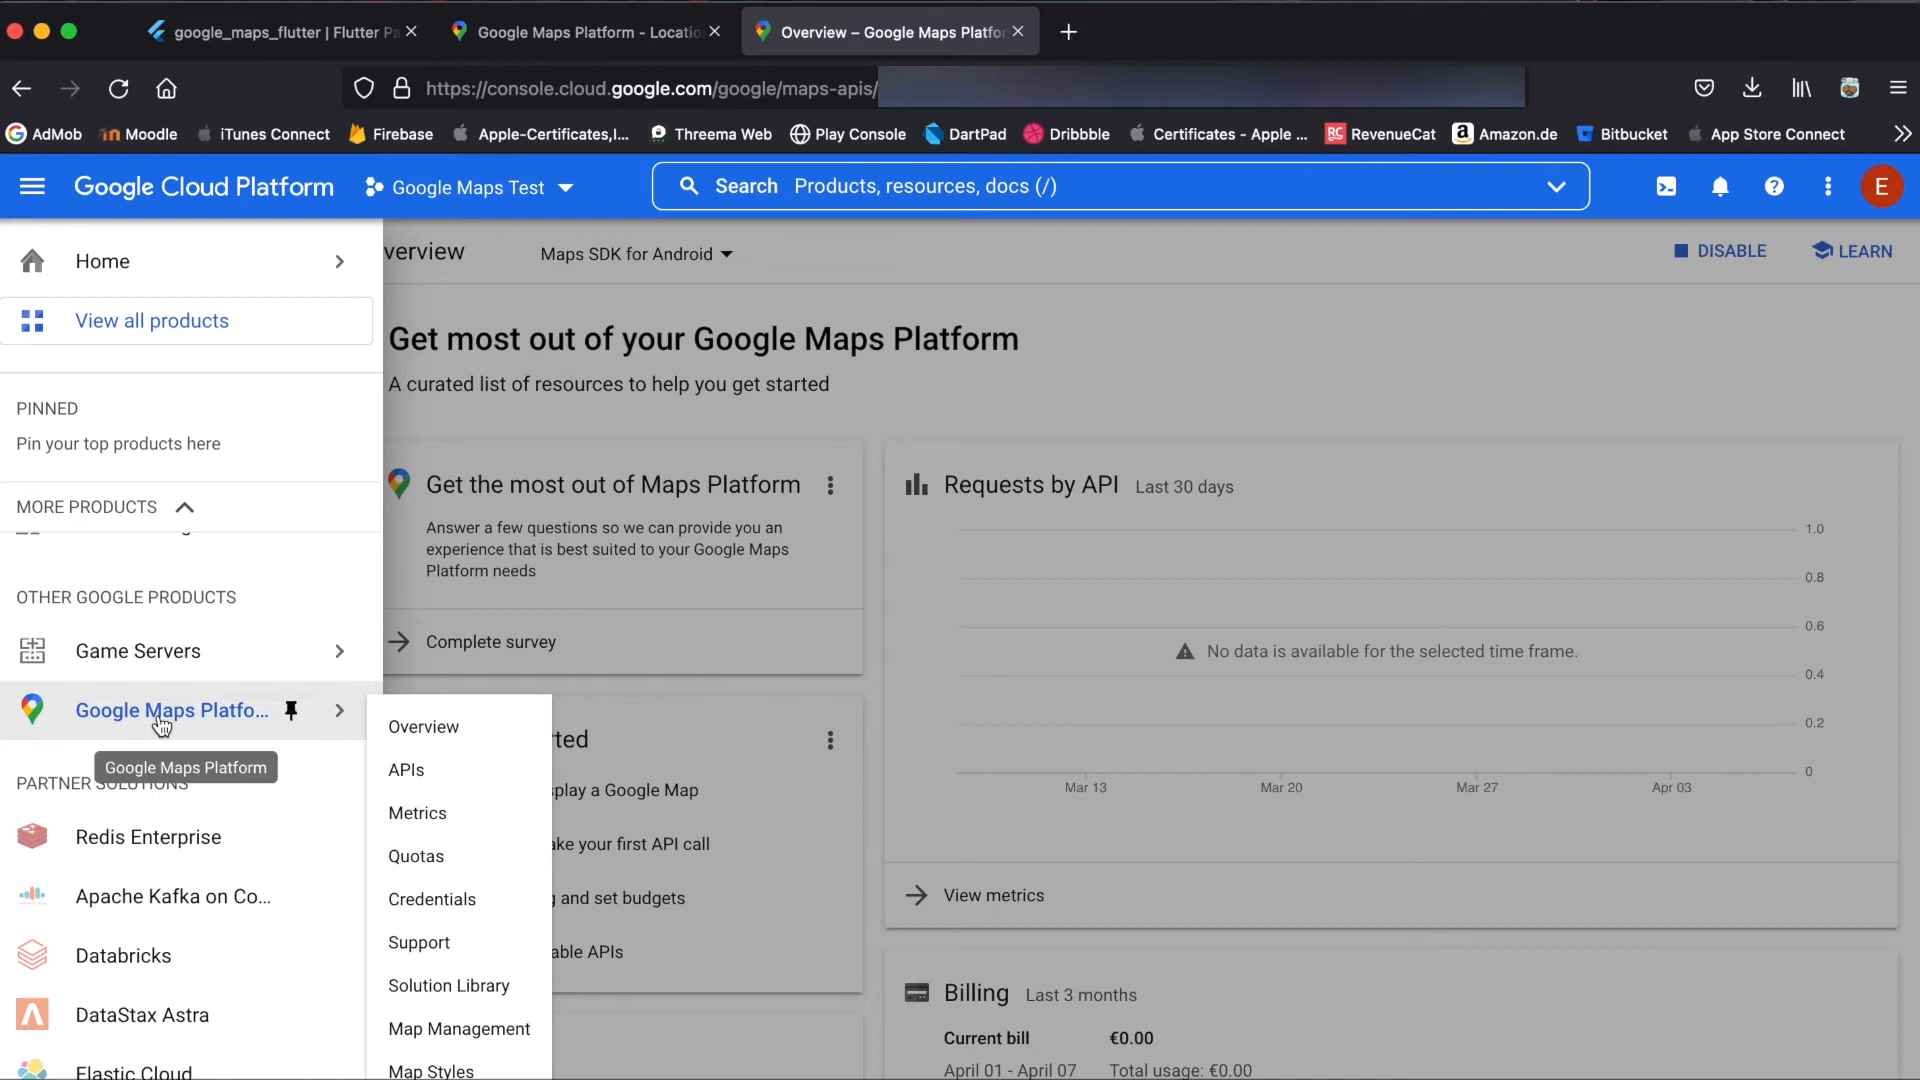 google_maps_flutter | Flutter Pa
Google Maps Platform - Locatio
Overview – Google Maps Platfor
https://console.cloud.google.com/google/maps-apis/
AdMob
Moodle
iTunes Connect
Firebase
Apple-Certificates,I...
Threema Web
Play Console
DartPad
Dribbble
Certificates - Apple ...
RC
RevenueCat
Amazon.de
Bitbucket
App Store Connect
Google Cloud Platform
Google Maps Test
Search Products, resources, docs (/)
E
Home
View all products
PINNED
Pin your top products here
MORE PRODUCTS
OTHER GOOGLE PRODUCTS
Game Servers
Google Maps Platfo...
Google Maps Platform
PARTNER SOLUTIONS
Redis Enterprise
Apache Kafka on Co...
Databricks
DataStax Astra
Elastic Cloud
Overview
APIs
Metrics
Quotas
Credentials
Support
Solution Library
Map Management
Map Styles
verview
Maps SDK for Android
DISABLE
LEARN
Get most out of your Google Maps Platform
A curated list of resources to help you get started
Get the most out of Maps Platform
Answer a few questions so we can provide you an
experience that is best suited to your Google Maps
Platform needs
Complete survey
rted
splay a Google Map
ake your first API call
g and set budgets
able APIs
Requests by API Last 30 days
1.0
0.8
0.6
No data is available for the selected time frame.
0.4
0.2
0
Mar 13
Mar 20
Mar 27
Apr 03
View metrics
Billing Last 3 months
Current bill €0.00
April 01 - April 07 Total usage: €0.00